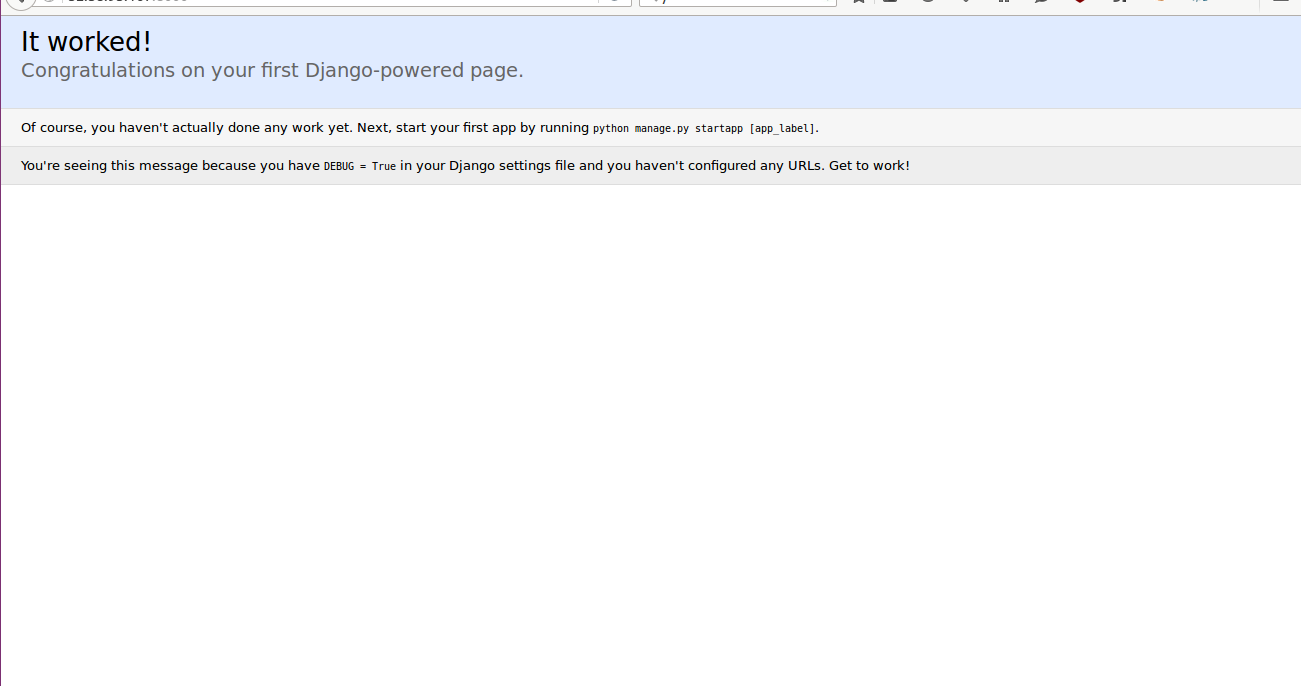 It worked!
Congratulations on your first Django-powered page.
Of course, you haven't actually done any work yet. Next, start your first app by running python manage.py startapp [app_label].
You're seeing this message because you have DEBUG = True in your Django settings file and you haven't configured any URLs. Get to work!